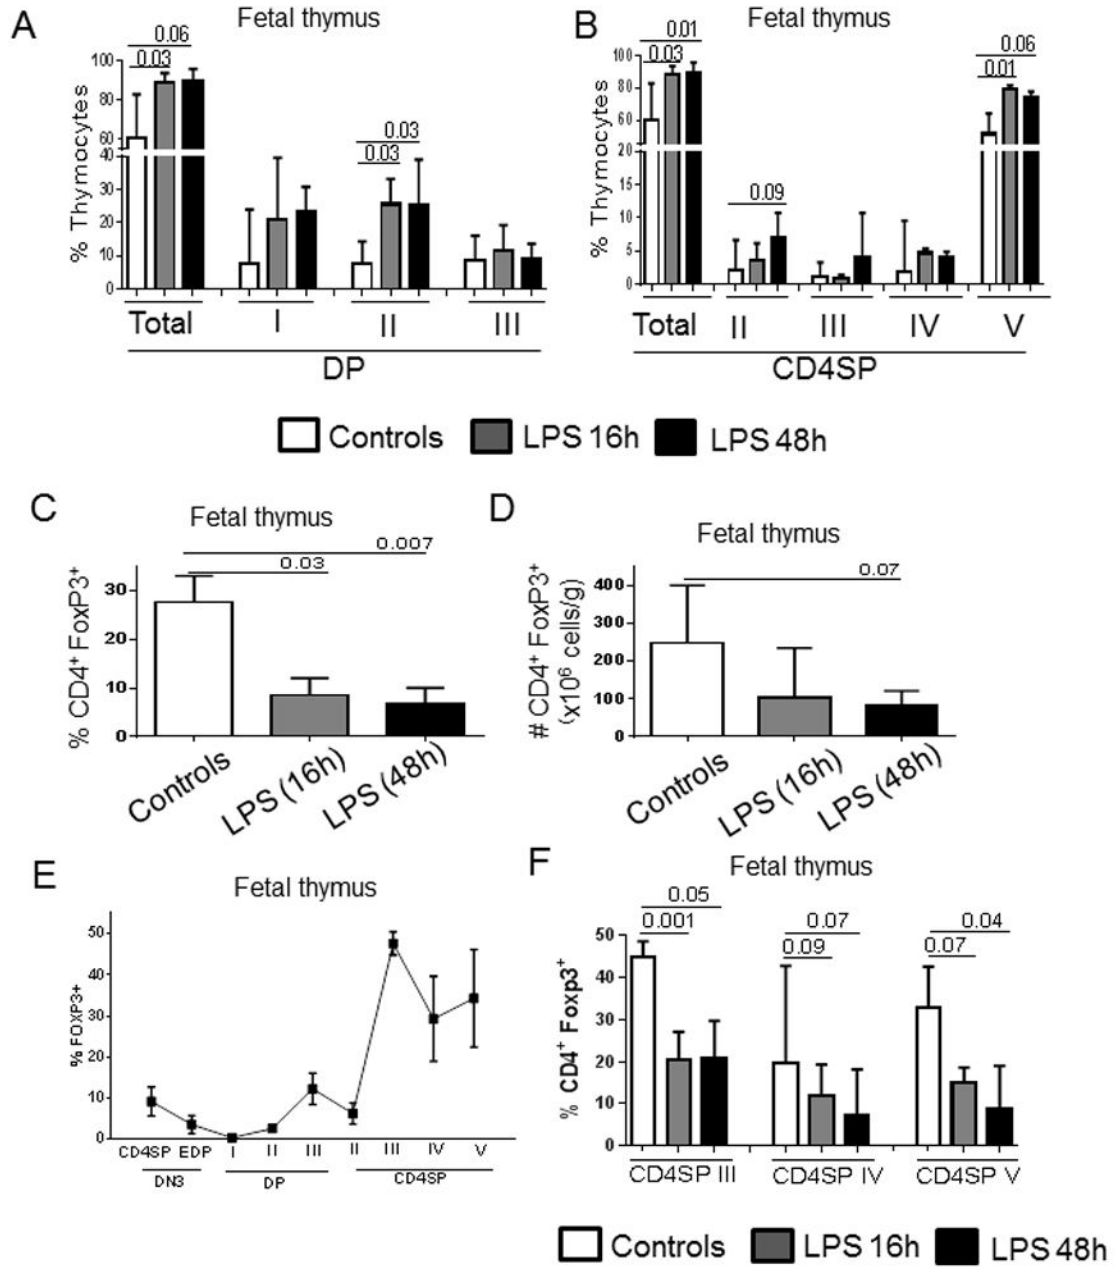 A
Fetal thymus
0.06
0.03
% Thymocytes
100
80
60
40
30
20
10
0
0.03
0.03
Total
I
II
III
DP
B
Fetal thymus
0.01
0.03
% Thymocytes
100
80
60
20
15
10
5
0
0.09
0.06
0.01
Total
II
III
IV
V
CD4SP
Controls
LPS 16h
LPS 48h
C
Fetal thymus
0.007
0.03
% CD4⁺ FoxP3⁺
30
20
10
0
Controls
LPS (16h)
LPS (48h)
D
Fetal thymus
0.07
# CD4⁺ FoxP3⁺
(x10⁶ cells/g)
400
300
200
100
0
Controls
LPS (16h)
LPS (48h)
E
Fetal thymus
% FOXP3+
50
40
30
20
10
0
CD4SP EDP I II III II III IV V
DN3 DP CD4SP
F
Fetal thymus
0.05
0.001
0.07
0.09
0.04
0.07
% CD4⁺ Foxp3⁺
50
40
30
20
10
0
CD4SP III
CD4SP IV
CD4SP V
Controls
LPS 16h
LPS 48h